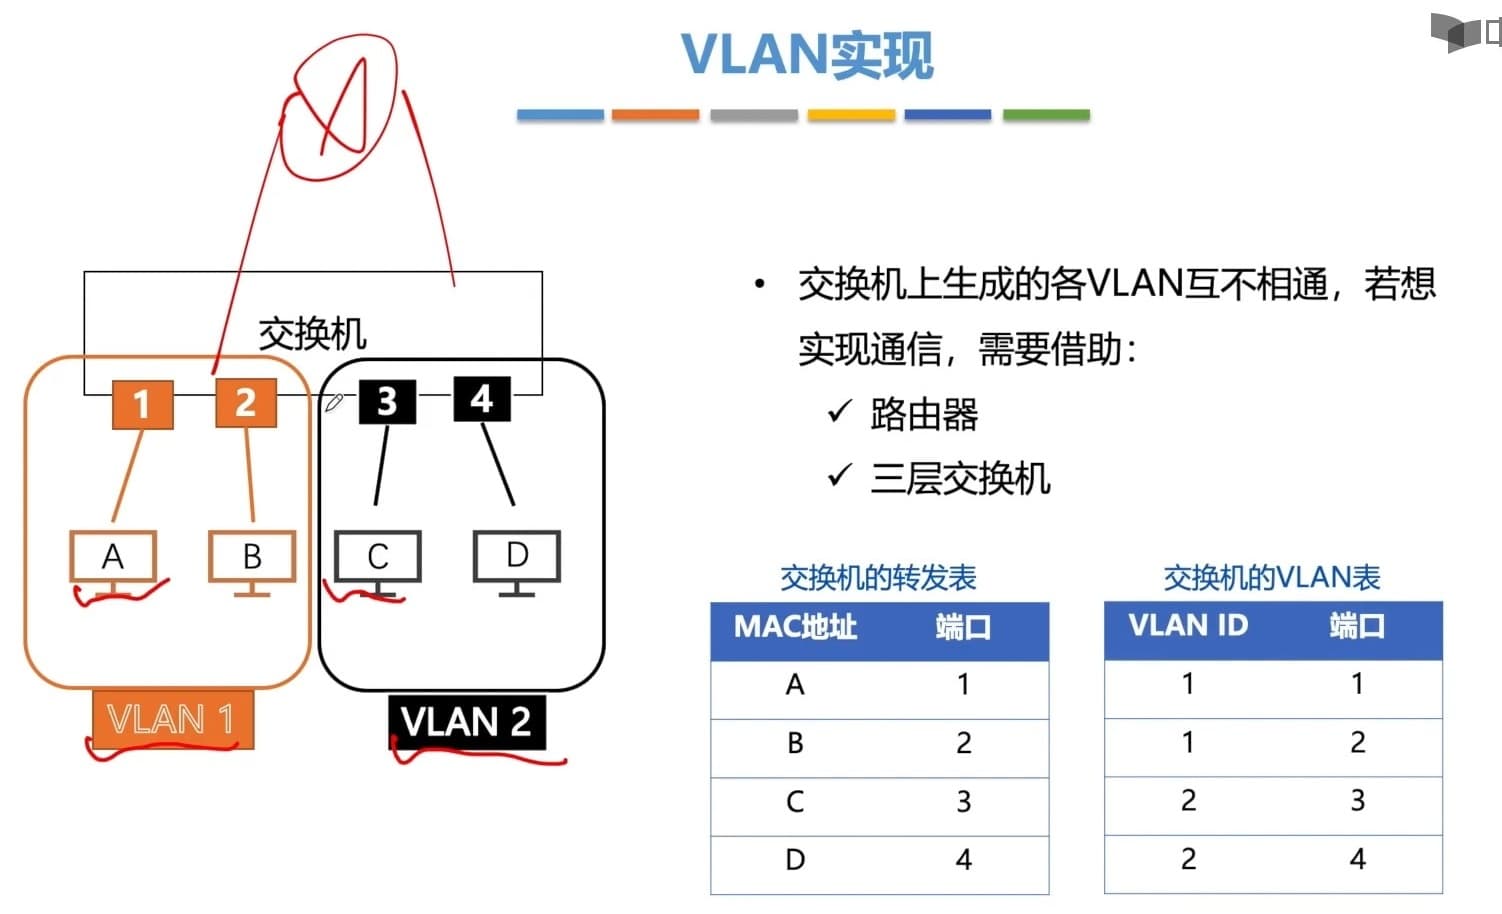 VLAN实现
• 交换机上生成的各VLAN互不相通，若想
实现通信，需要借助：
✓ 路由器
✓ 三层交换机
交换机
1 2 3 4
A B C D
VLAN 1 VLAN 2
交换机的转发表
MAC地址 端口
A 1
B 2
C 3
D 4
交换机的VLAN表
VLAN ID 端口
1 1
1 2
2 3
2 4